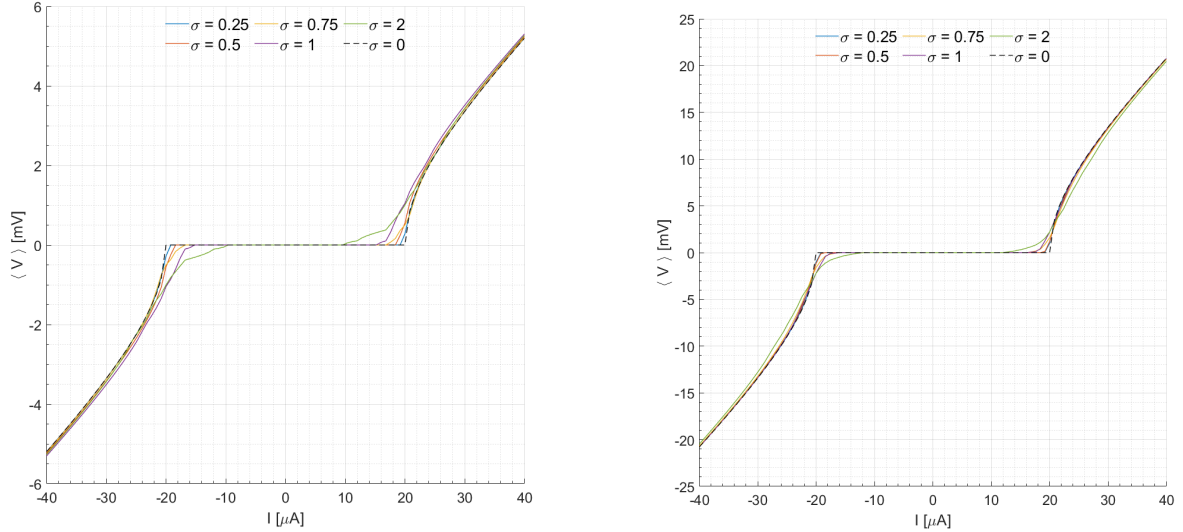 6
σ = 0.25 σ = 0.75 σ = 2
σ = 0.5 σ = 1 σ = 0
4
2
0
-2
-4
-6
⟨ V ⟩ [mV]
-40 -30 -20 -10 0 10 20 30 40
I [μA]
25
σ = 0.25 σ = 0.75 σ = 2
σ = 0.5 σ = 1 σ = 0
20
15
10
5
0
-5
-10
-15
-20
-25
⟨ V ⟩ [mV]
-40 -30 -20 -10 0 10 20 30 40
I [μA]